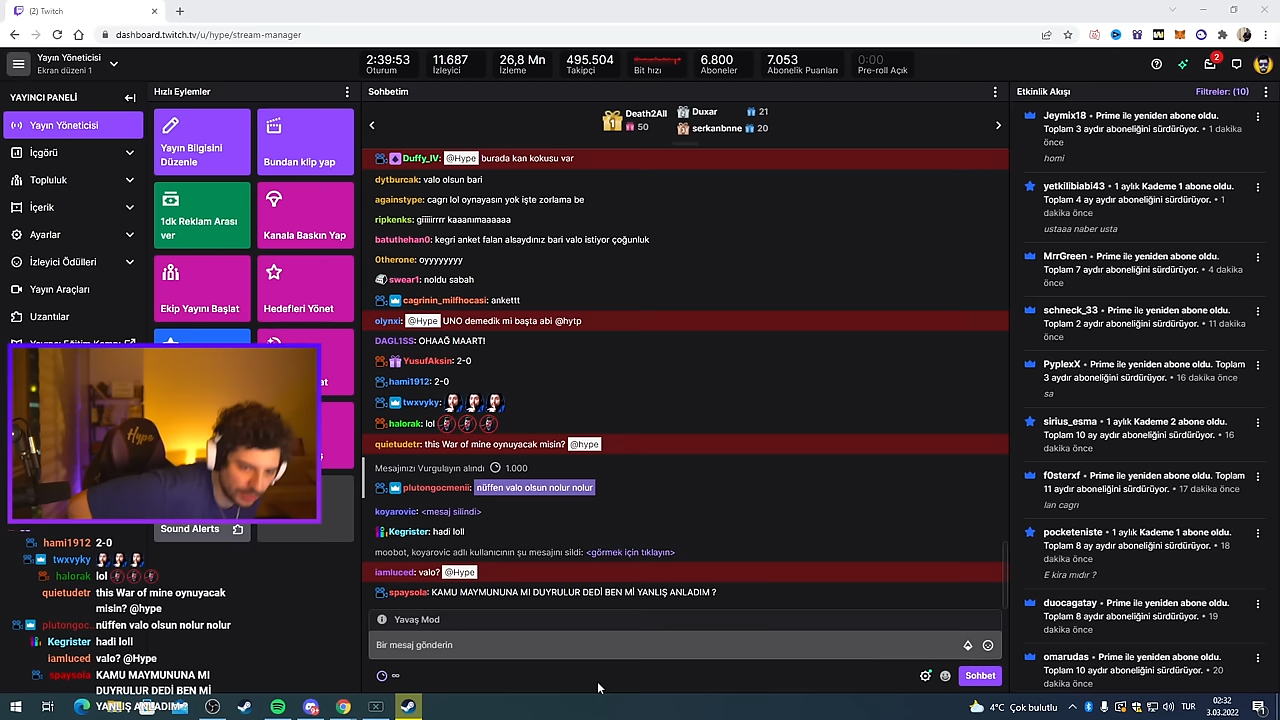 (2) Twitch
dashboard.twitch.tv/u/hype/stream-manager
Yayın Yöneticisi
Ekran düzeni 1
2:39:53
Oturum
11.687
İzleyici
26,8 Mn
İzleme
495.504
Takipçi
Bit hızı
6.800
Aboneler
7.053
Abonelik Puanları
0:00
Pre-roll Açık
2
YAYINCI PANELİ
Yayın Yöneticisi
İçgörü
Topluluk
İçerik
Ayarlar
İzleyici Ödülleri
Yayın Araçları
Uzantılar
Hızlı Eylemler
Yayın Bilgisini
Düzenle
Bundan klip yap
1dk Reklam Arası
ver
Kanala Baskın Yap
Ekip Yayını Başlat
Hedefleri Yönet
Sound Alerts
Hype
hami1912 2-0
twxvyky
halorak lol
quietudetr this War of mine oynuyacak
misin? @hype
plutongoc.. nüffen valo olsun nolur nolur
Kegrister hadi loll
iamluced valo? @Hype
spaysola KAMU MAYMUNUNA MI
DUYRULUR DEDİ BEN Mİ
YANLIŞ ANLADIM ?
Sohbetim
1 Death2All
50
2 Duxar 21
3 serkanbnne 20
Duffy_IV: @Hype burada kan kokusu var
dytburcak: valo olsun bari
againstype: cagrı lol oynayasın yok işte zorlama be
ripkenks: giiiiirrrr kaaanımaaaaaa
batuthehan0: kegri anket falan alsaydınız bari valo istiyor çoğunluk
0therone: oyyyyyyyy
swear1: noldu sabah
cagrinin_milfhocasi: ankettt
olynxi: @Hype UNO demedik mi başta abi @hytp
DAGL1SS: OHAAĞ MAART!
YusufAksin: 2-0
hami1912: 2-0
twxvyky:
halorak: lol
quietudetr: this War of mine oynuyacak misin? @hype
Mesajınızı Vurgulayın alındı 1.000
plutongocmenii: nüffen valo olsun nolur nolur
koyarovic: <mesaj silindi>
Kegrister: hadi loll
moobot, koyarovic adlı kullanıcının şu mesajını sildi: <görmek için tıklayın>
iamluced: valo? @Hype
spaysola: KAMU MAYMUNUNA MI DUYRULUR DEDİ BEN Mİ YANLIŞ ANLADIM ?
Yavaş Mod
Bir mesaj gönderin
∞
Sohbet
Etkinlik Akışı
Filtreler: (10)
Jeymix18 • Prime ile yeniden abone oldu.
Toplam 3 aydır aboneliğini sürdürüyor. • 1 dakika
önce
homi
yetkilibiabi43 • 1 aylık Kademe 1 abone oldu.
Toplam 4 ay aydır aboneliğini sürdürüyor. • 1
dakika önce
ustaaa naber usta
MrrGreen • Prime ile yeniden abone oldu.
Toplam 7 aydır aboneliğini sürdürüyor. • 4 dakika
önce
schneck_33 • Prime ile yeniden abone oldu.
Toplam 2 aydır aboneliğini sürdürüyor. • 11 dakika
önce
PyplexX • Prime ile yeniden abone oldu. Toplam
3 aydır aboneliğini sürdürüyor. • 16 dakika önce
sa
sirius_esma • 1 aylık Kademe 2 abone oldu.
Toplam 10 ay aydır aboneliğini sürdürüyor. • 16
dakika önce
f0sterxf • Prime ile yeniden abone oldu. Toplam
11 aydır aboneliğini sürdürüyor. • 17 dakika önce
lan cagrı
pocketeniste • 1 aylık Kademe 1 abone oldu.
Toplam 8 ay aydır aboneliğini sürdürüyor. • 18
dakika önce
E kira mıdır ?
duocagatay • Prime ile yeniden abone oldu.
Toplam 8 aydır aboneliğini sürdürüyor. • 19
dakika önce
omarudas • Prime ile yeniden abone oldu.
Toplam 10 aydır aboneliğini sürdürüyor. • 20
dakika önce
4°C Çok bulutlu
TUR
02:32
3.03.2022